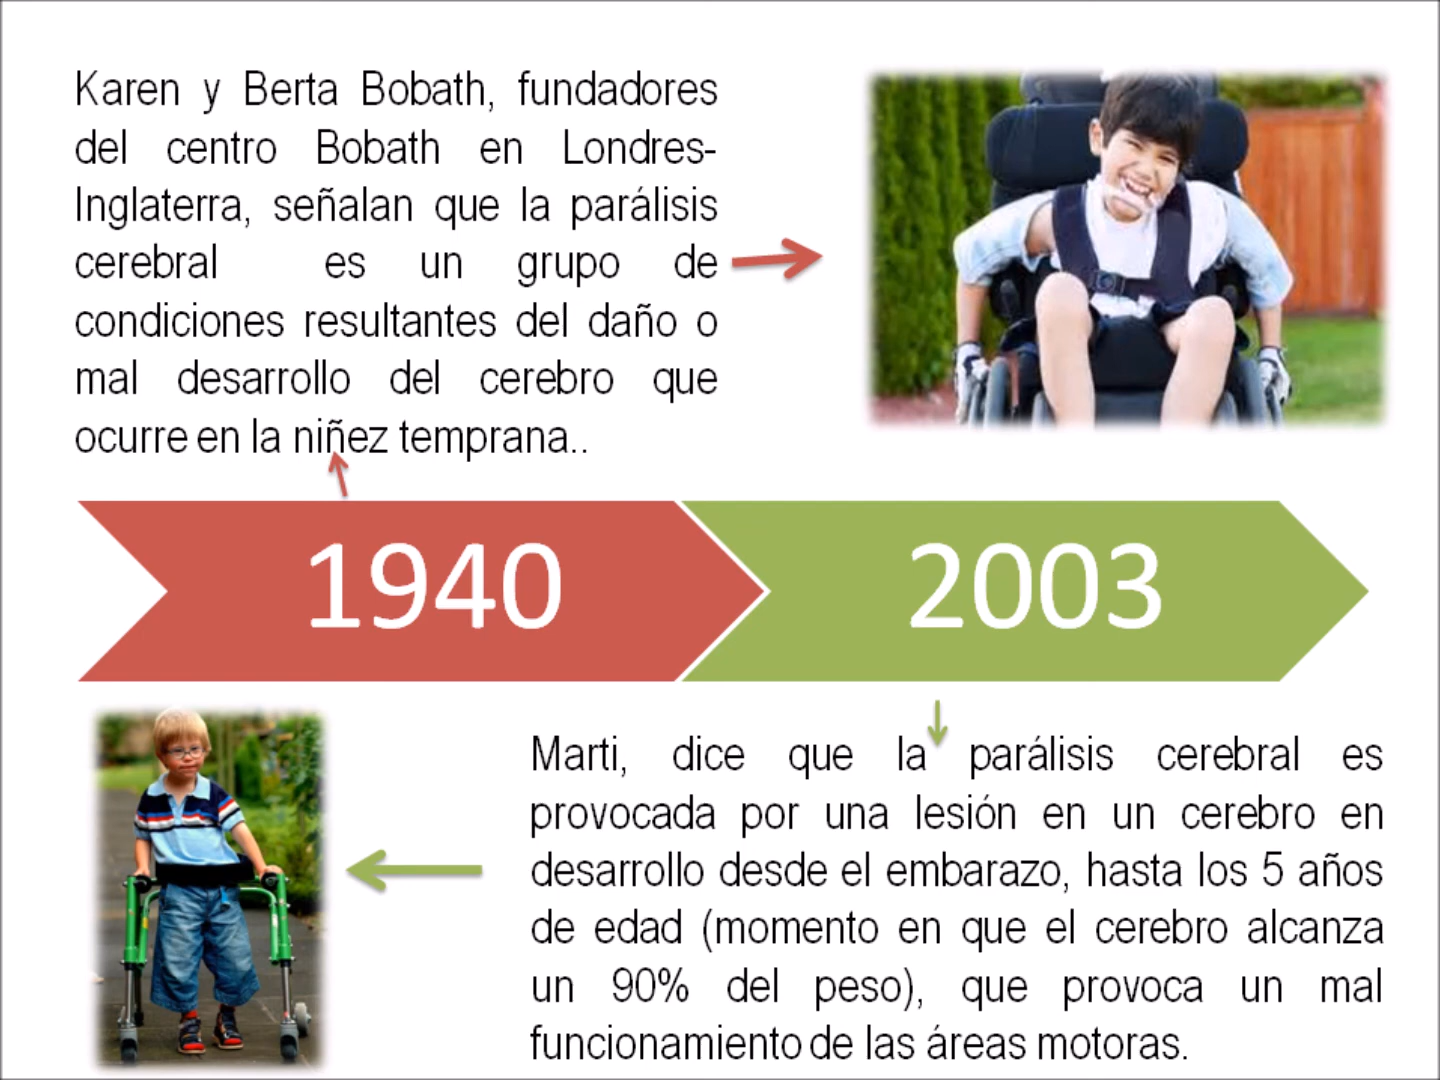 Karen y Berta Bobath, fundadores
del centro Bobath en Londres-
Inglaterra, señalan que la parálisis
cerebral es un grupo de
condiciones resultantes del daño o
mal desarrollo del cerebro que
ocurre en la niñez temprana..
1940
2003
Marti, dice que la parálisis cerebral es
provocada por una lesión en un cerebro en
desarrollo desde el embarazo, hasta los 5 años
de edad (momento en que el cerebro alcanza
un 90% del peso), que provoca un mal
funcionamiento de las áreas motoras.